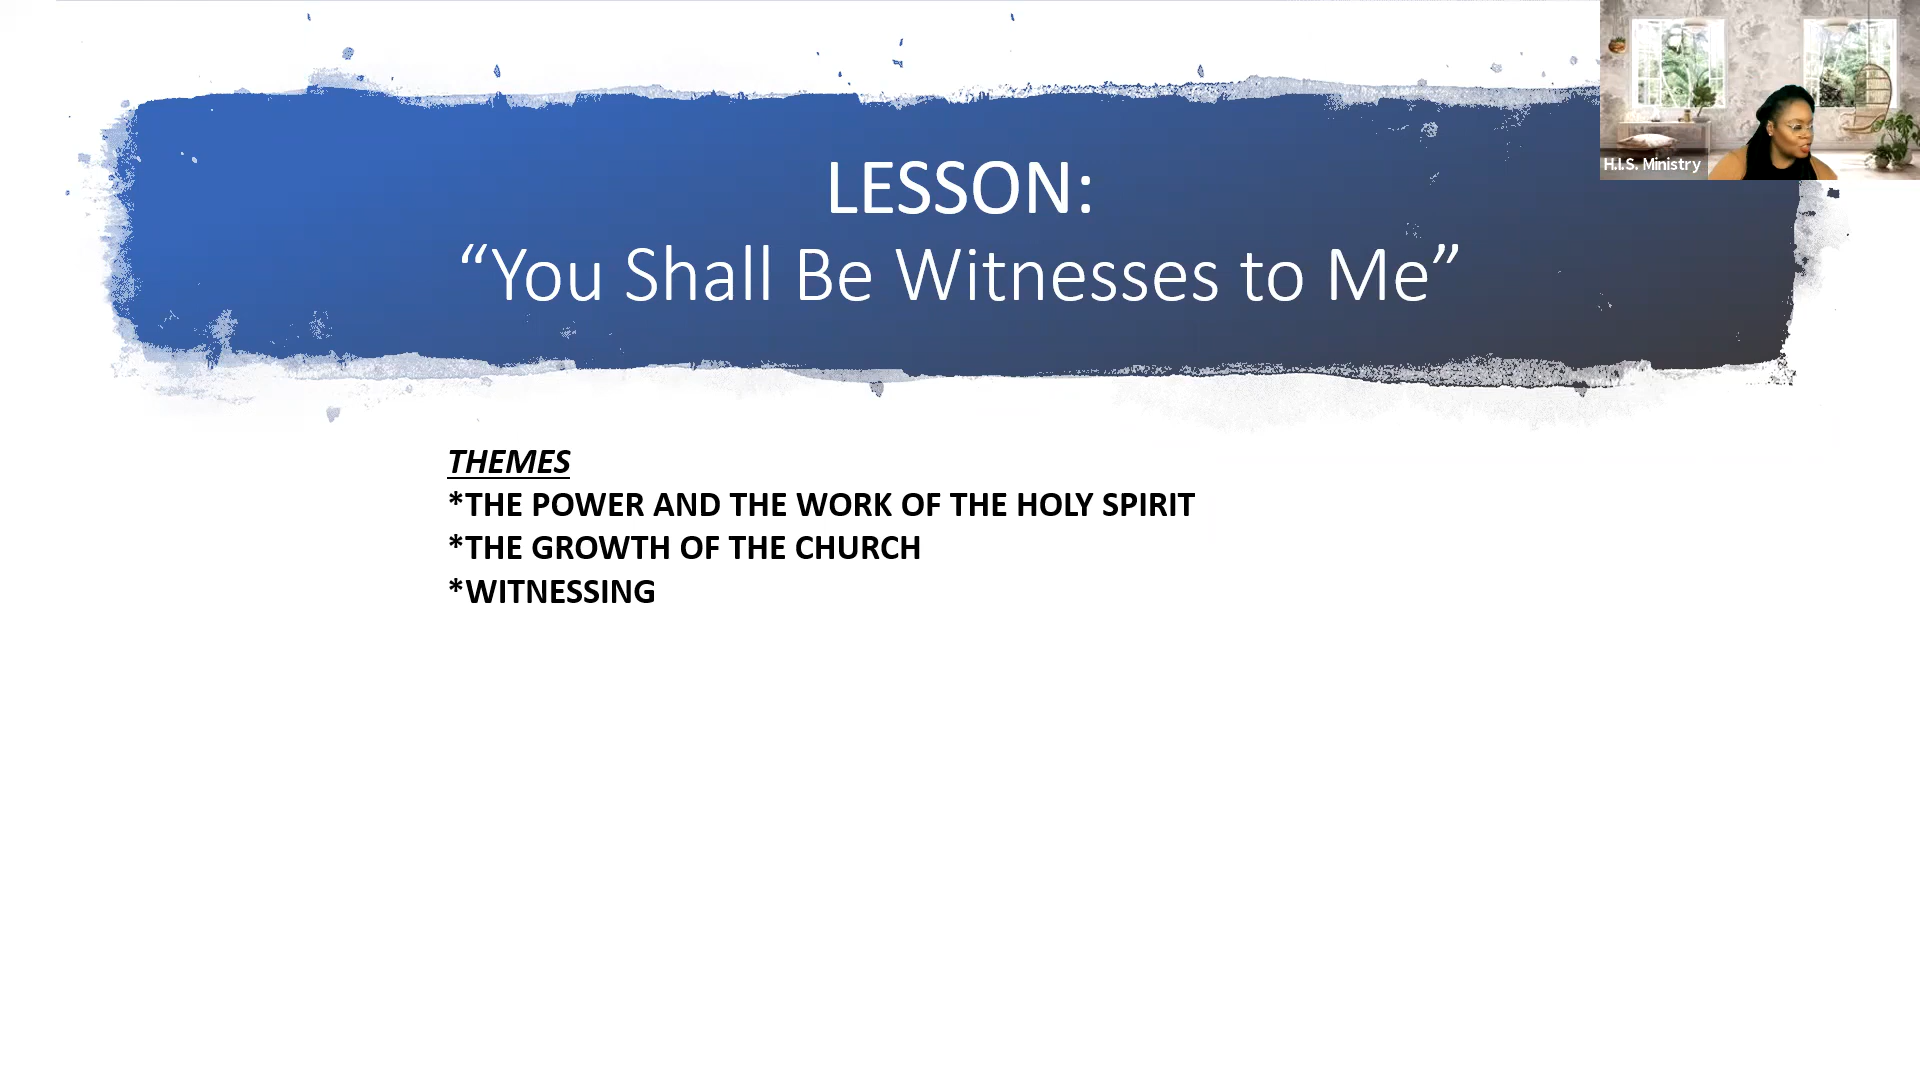 LESSON:
“You Shall Be Witnesses to Me”
H.I.S. Ministry
THEMES
*THE POWER AND THE WORK OF THE HOLY SPIRIT
*THE GROWTH OF THE CHURCH
*WITNESSING